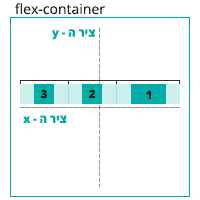 flex-container
ציר ה - y
3 2 1
ציר ה - x